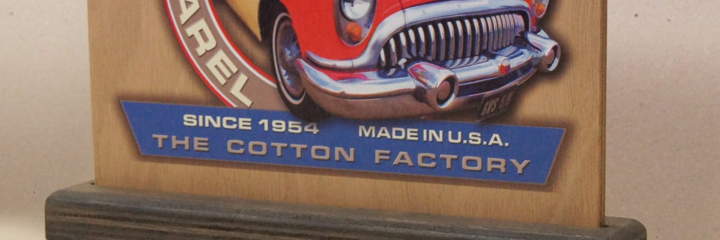 AREL
SINCE 1954 MADE IN U.S.A.
THE COTTON FACTORY